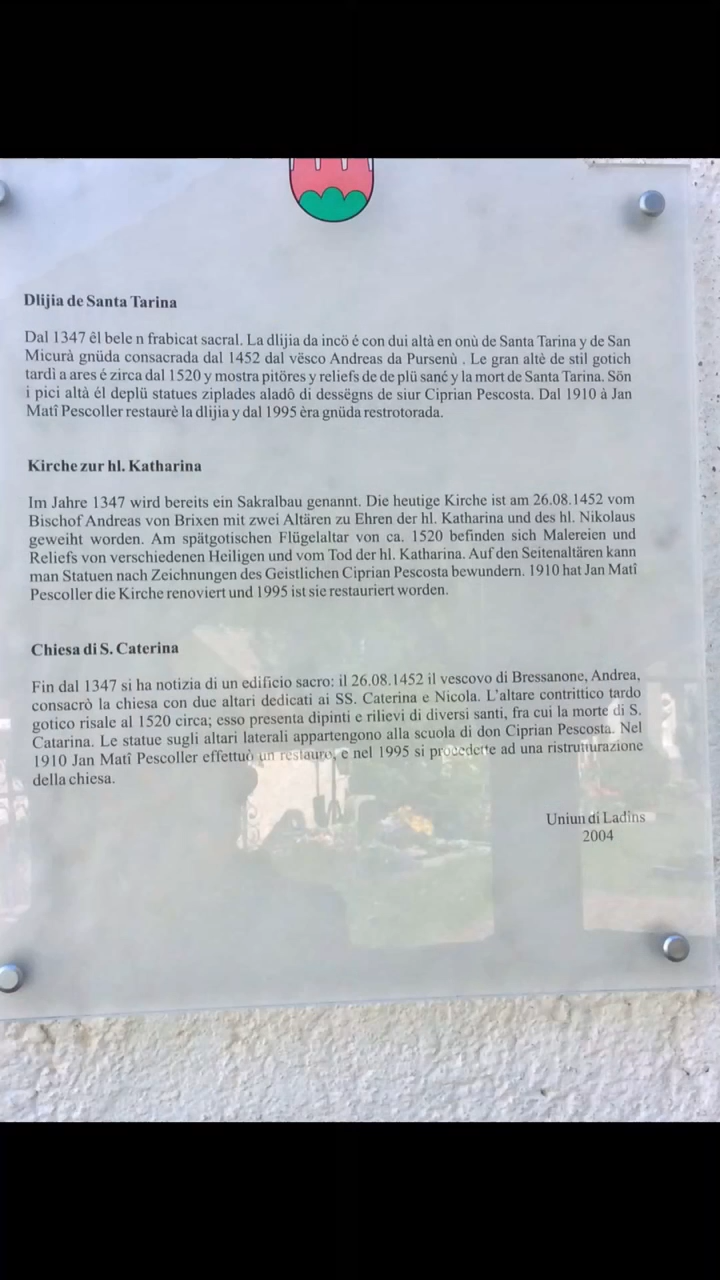 Dlijia de Santa Tarina
Dal 1347 êl bele n frabicat sacral. La dlijia da incö é con dui altà en onù de Santa Tarina y de San
Micurà gnüda consacrada dal 1452 dal vësco Andreas da Pursenù . Le gran altè de stil gotich
tardì a ares é zirca dal 1520 y mostra pitöres y reliefs de de plü sanć y la mort de Santa Tarina. Sön
i pici altà él deplü statues ziplades aladô di dessëgns de siur Ciprian Pescosta. Dal 1910 à Jan
Matî Pescoller restaurè la dlijia y dal 1995 èra gnüda restrotorada.
Kirche zur hl. Katharina
Im Jahre 1347 wird bereits ein Sakralbau genannt. Die heutige Kirche ist am 26.08.1452 vom
Bischof Andreas von Brixen mit zwei Altären zu Ehren der hl. Katharina und des hl. Nikolaus
geweiht worden. Am spätgotischen Flügelaltar von ca. 1520 befinden sich Malereien und
Reliefs von verschiedenen Heiligen und vom Tod der hl. Katharina. Auf den Seitenaltären kann
man Statuen nach Zeichnungen des Geistlichen Ciprian Pescosta bewundern. 1910 hat Jan Matî
Pescoller die Kirche renoviert und 1995 ist sie restauriert worden.
Chiesa di S. Caterina
Fin dal 1347 si ha notizia di un edificio sacro: il 26.08.1452 il vescovo di Bressanone, Andrea,
consacrò la chiesa con due altari dedicati ai SS. Caterina e Nicola. L'altare contrittico tardo
gotico risale al 1520 circa; esso presenta dipinti e rilievi di diversi santi, fra cui la morte di S.
Catarina. Le statue sugli altari laterali appartengono alla scuola di don Ciprian Pescosta. Nel
1910 Jan Matî Pescoller effettuò un restauro, e nel 1995 si procedette ad una ristrutturazione
della chiesa.
Uniun di Ladins
2004